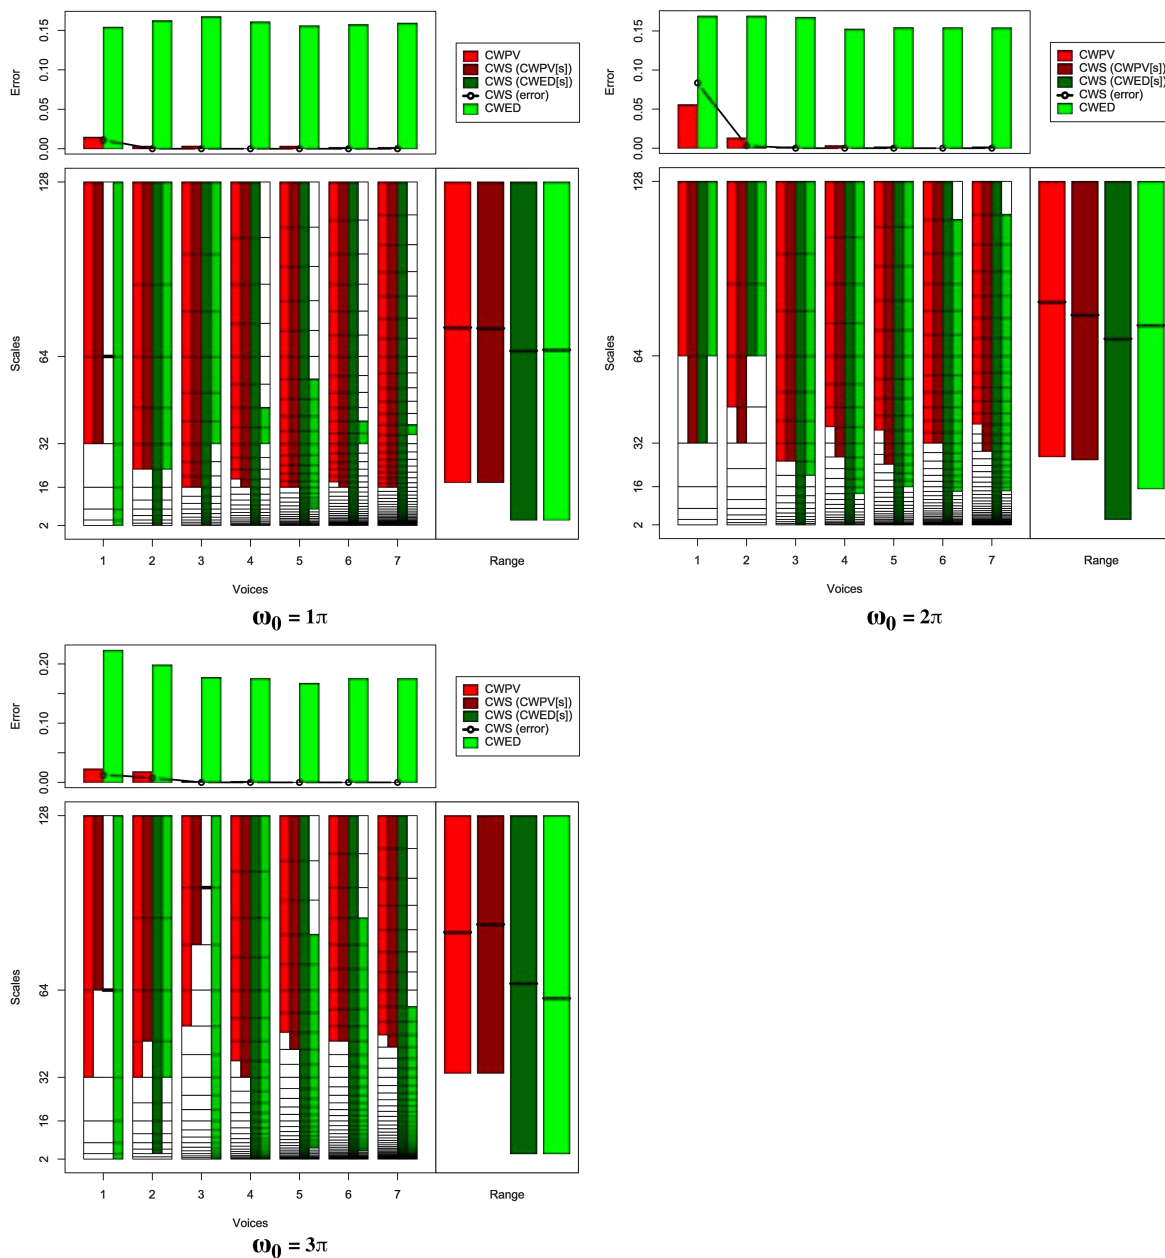 Error
0.00 0.05 0.10 0.15
CWPV
CWS (CWPV[s])
CWS (CWED[s])
CWS (error)
CWED
Scales
128
64
32
16
2
1 2 3 4 5 6 7
Voices
Range
ω0 = 1π
Error
0.00 0.05 0.10 0.15
CWPV
CWS (CWPV[s])
CWS (CWED[s])
CWS (error)
CWED
Scales
128
64
32
16
2
1 2 3 4 5 6 7
Voices
Range
ω0 = 2π
Error
0.00 0.10 0.20
CWPV
CWS (CWPV[s])
CWS (CWED[s])
CWS (error)
CWED
Scales
128
64
32
16
2
1 2 3 4 5 6 7
Voices
Range
ω0 = 3π